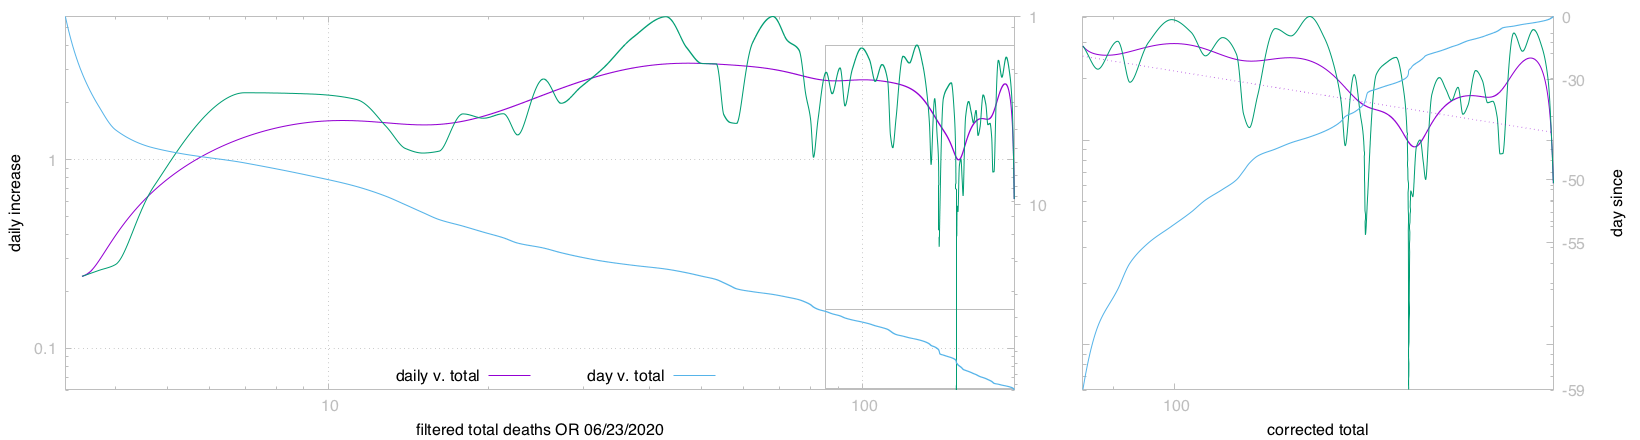 daily increase
1
0.1
10
100
1
10
daily v. total
day v. total
filtered total deaths OR 06/23/2020
0
-30
-50
-55
-59
day since
100
corrected total